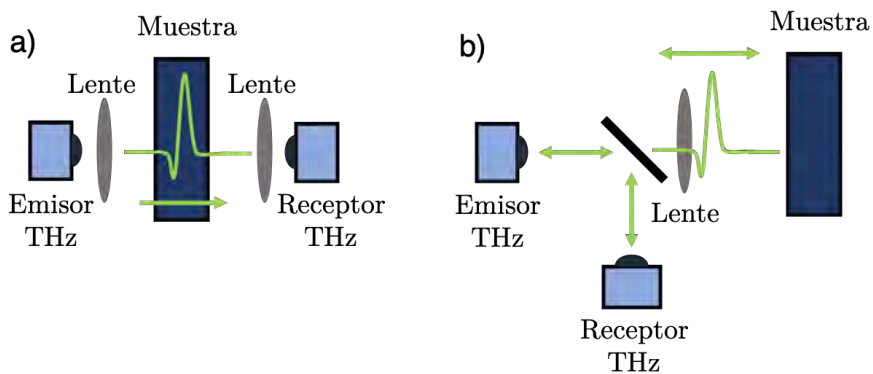 a)
Muestra
Lente
Lente
Emisor
THz
Receptor
THz
b)
Muestra
Emisor
THz
Lente
Receptor
THz